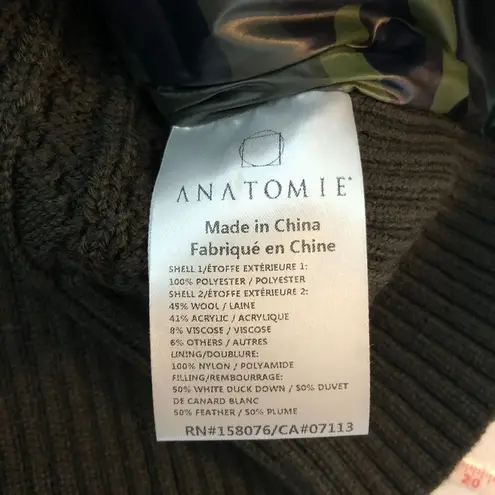 ANATOMIE®
Made in China
Fabriqué en Chine
SHELL 1/ÉTOFFE EXTÉRIEURE 1:
100% POLYESTER / POLYESTER
SHELL 2/ÉTOFFE EXTÉRIEURE 2:
45% WOOL / LAINE
41% ACRYLIC / ACRYLIQUE
8% VISCOSE / VISCOSE
6% OTHERS / AUTRES
LINING/DOUBLURE:
100% NYLON / POLYAMIDE
FILLING/REMBOURRAGE:
50% WHITE DUCK DOWN / 50% DUVET
DE CANARD BLANC
50% FEATHER / 50% PLUME
RN#158076/CA#07113
20